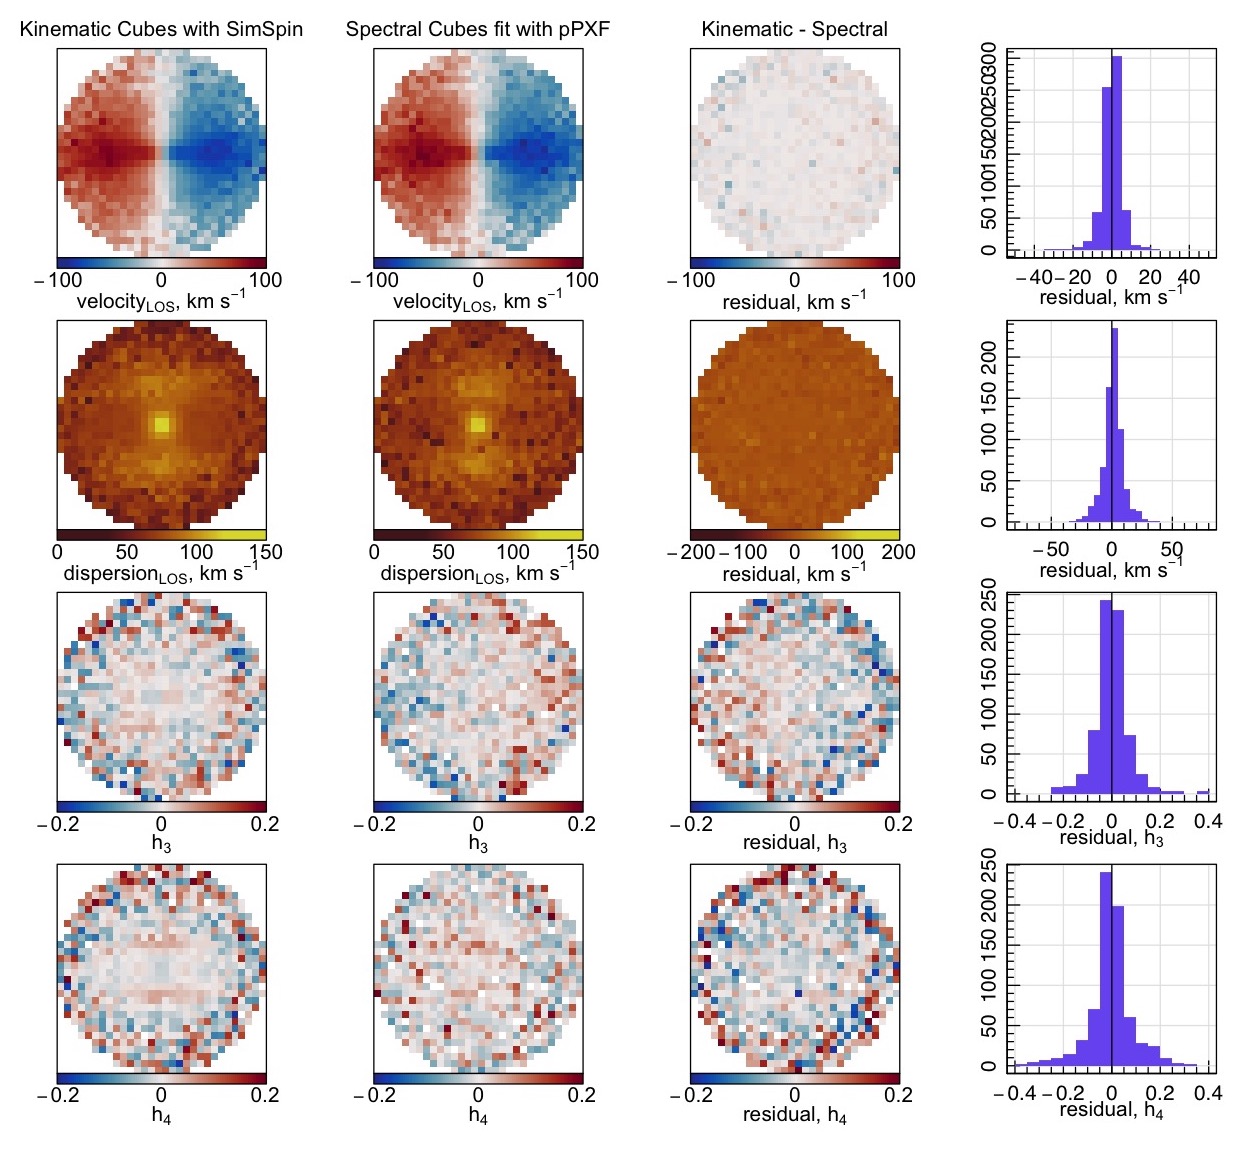 Kinematic Cubes with SimSpin
Spectral Cubes fit with pPXF
Kinematic - Spectral
−100 0 100
velocityLOS, km s−1
−100 0 100
velocityLOS, km s−1
−100 0 100
residual, km s−1
0 50 100 150 200 250 300
−40 −20 0 20 40
residual, km s−1
0 50 100 150
dispersionLOS, km s−1
0 50 100 150
dispersionLOS, km s−1
−200 −100 0 100 200
residual, km s−1
0 50 100 150 200
−50 0 50
residual, km s−1
−0.2 0 0.2
h3
−0.2 0 0.2
h3
−0.2 0 0.2
residual, h3
0 50 100 150 200 250
−0.4 −0.2 0 0.2 0.4
residual, h3
−0.2 0 0.2
h4
−0.2 0 0.2
h4
−0.2 0 0.2
residual, h4
0 50 100 150 200 250
−0.4 −0.2 0 0.2 0.4
residual, h4